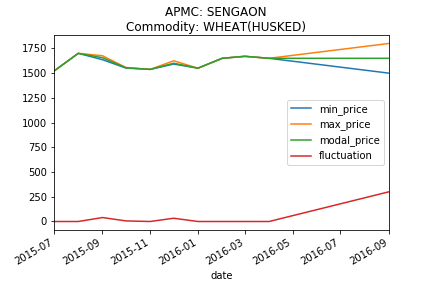 APMC: SENGAON
Commodity: WHEAT(HUSKED)
1750
1500
1250
1000
750
500
250
0
min_price
max_price
modal_price
fluctuation
2015-07
2015-09
2015-11
2016-01
2016-03
2016-05
2016-07
2016-09
date